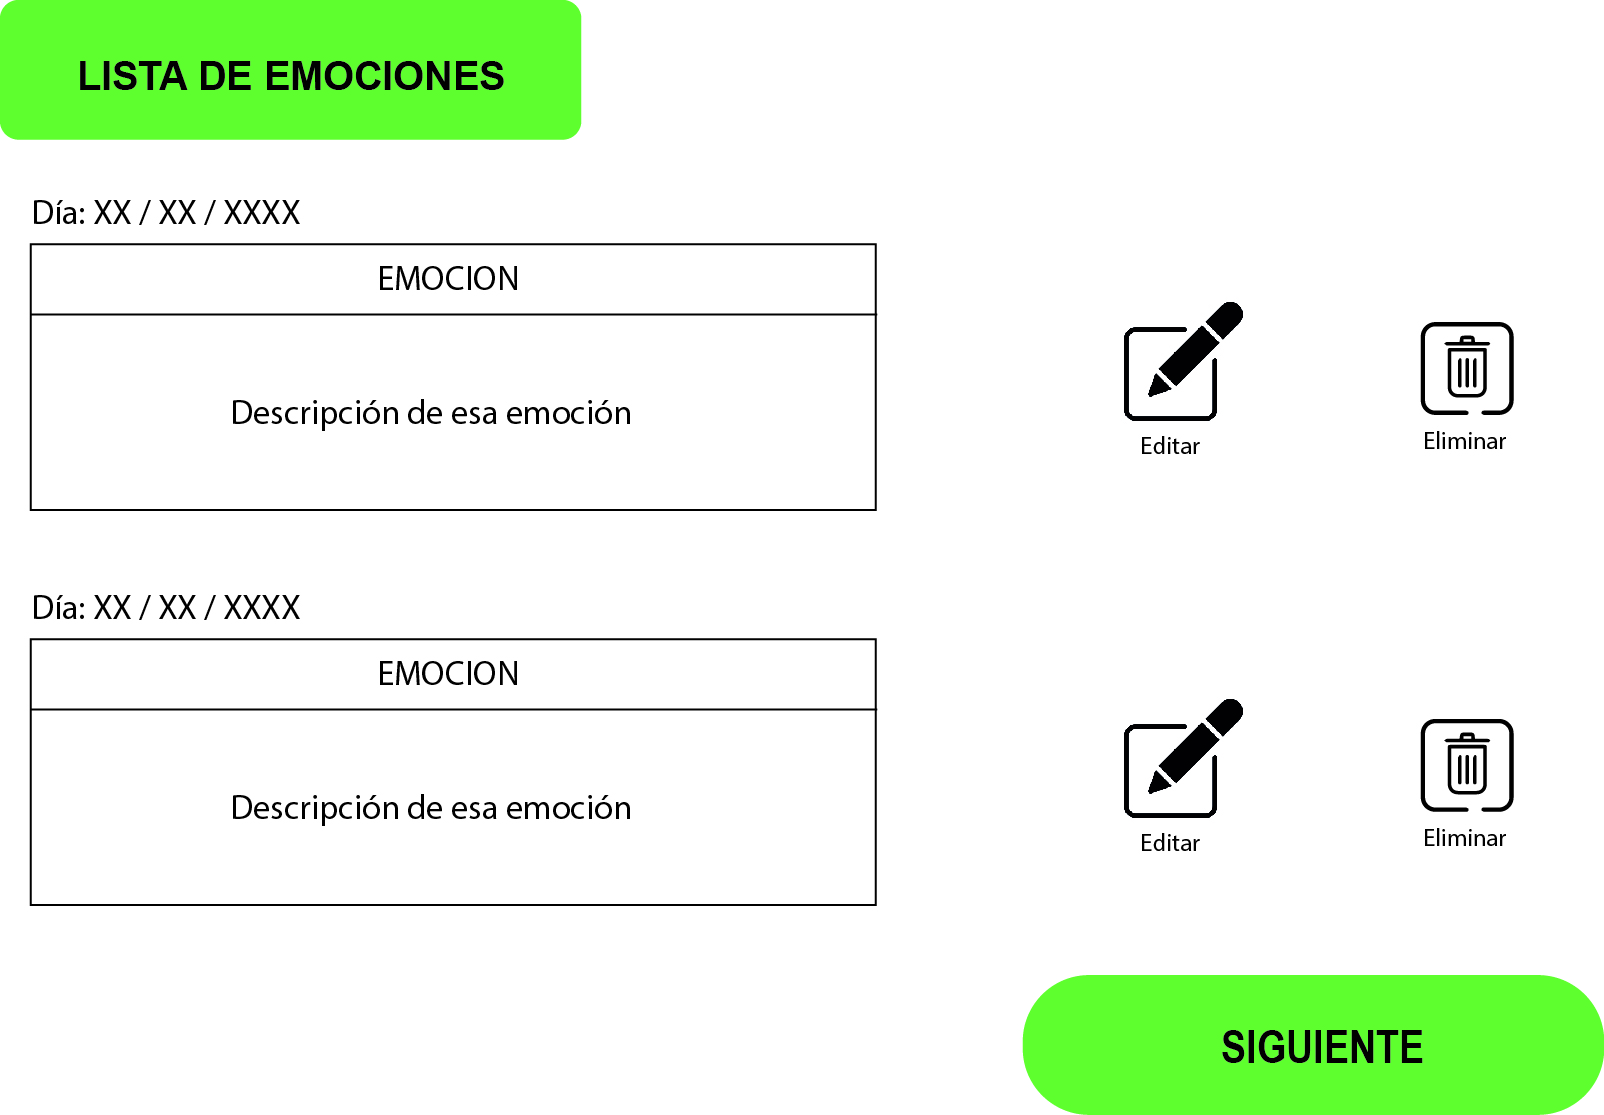 LISTA DE EMOCIONES
Día: XX / XX / XXXX
EMOCION
Descripción de esa emoción
Editar
Eliminar
Día: XX / XX / XXXX
EMOCION
Descripción de esa emoción
Editar
Eliminar
SIGUIENTE